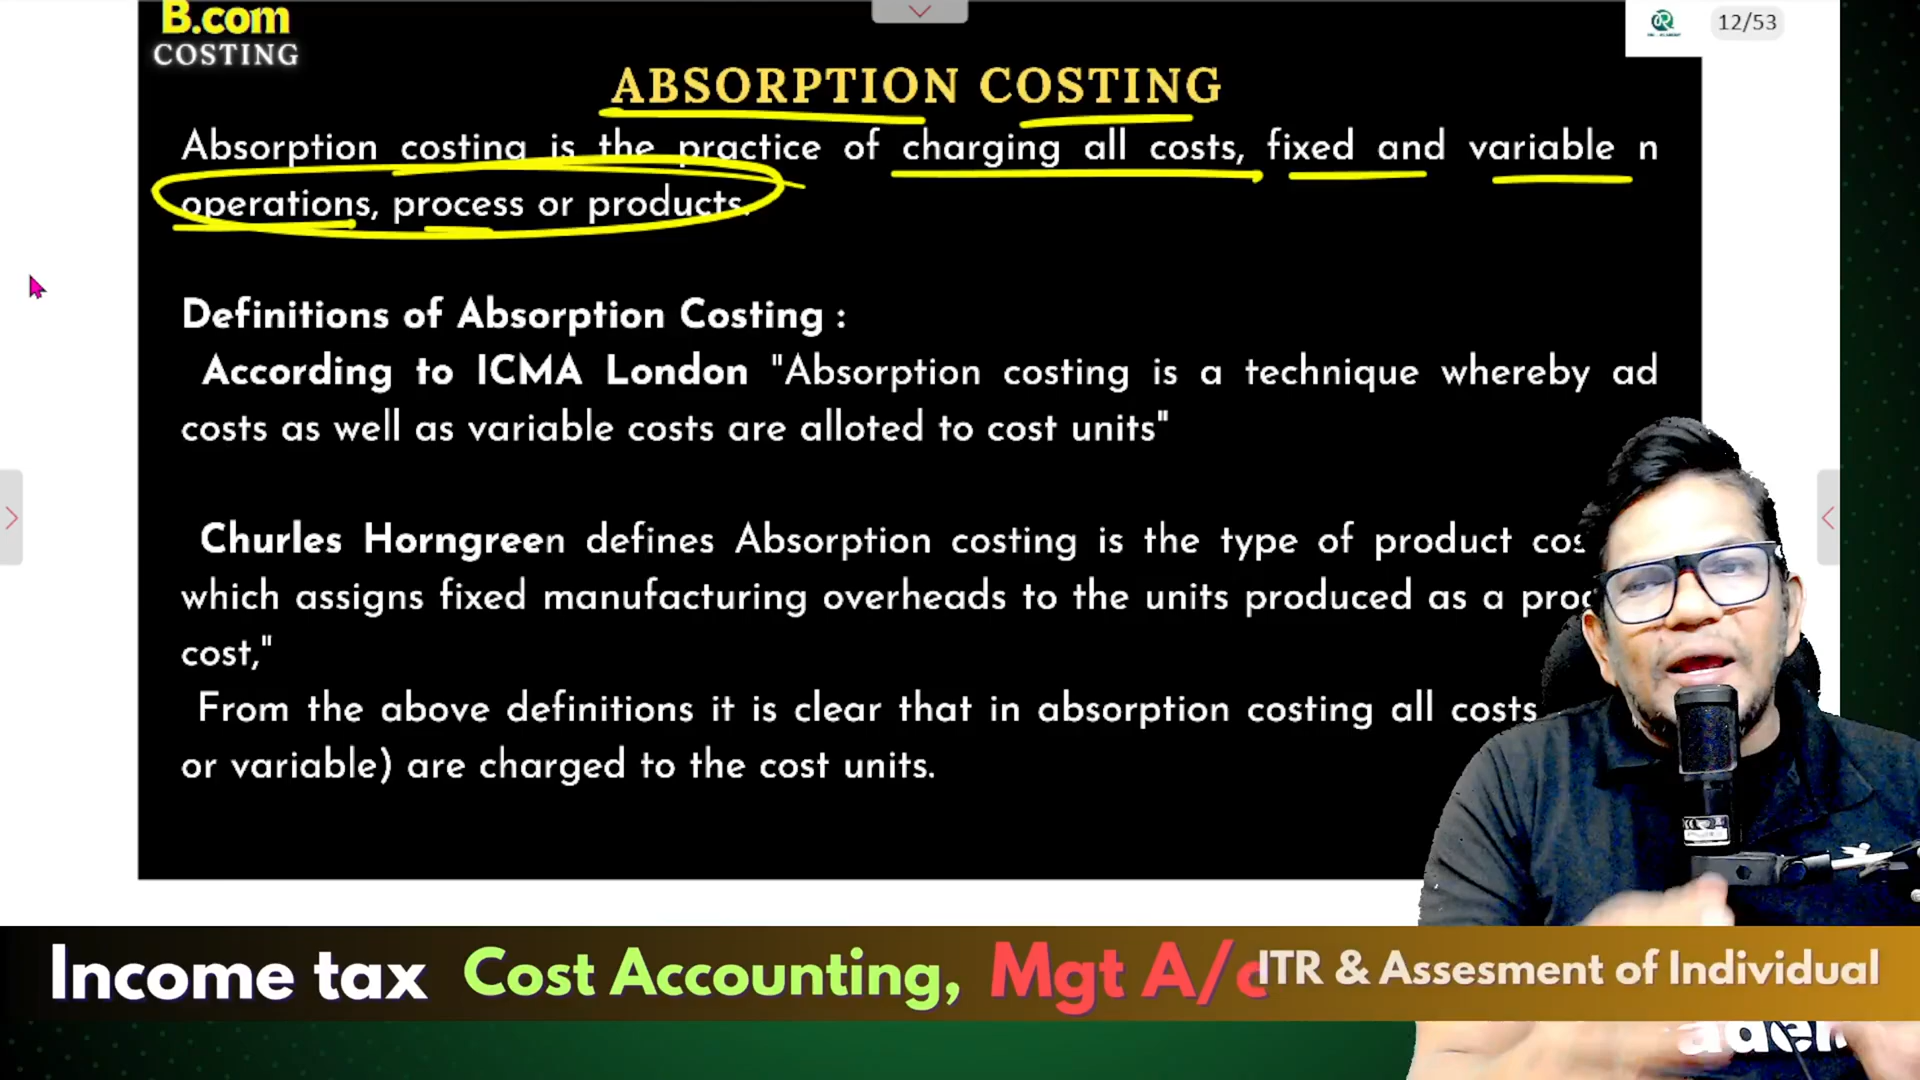 B.com
COSTING
12/53
ABSORPTION COSTING
Absorption costing is the practice of charging all costs, fixed and variable n
operations, process or products.
Definitions of Absorption Costing :
According to ICMA London "Absorption costing is a technique whereby ad
costs as well as variable costs are alloted to cost units"
Churles Horngreen defines Absorption costing is the type of product cos
which assigns fixed manufacturing overheads to the units produced as a
cost,"
From the above definitions it is clear that in absorption costing all costs
or variable) are charged to the cost units.
Income tax Cost Accounting, Mgt A/c ITR & Assesment of Individual